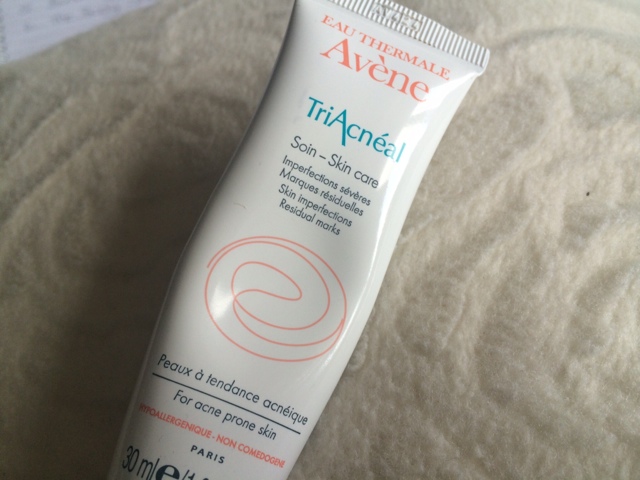 EAU THERMALE
Avène
TriAcnéal
Soin - Skin care
Imperfections sévères
Marques résiduelles
Skin imperfections
Residual marks
Peaux à tendance acnéique
For acne prone skin
HYPOALLERGÉNIQUE - NON COMEDOGENE
PARIS
30 ml e